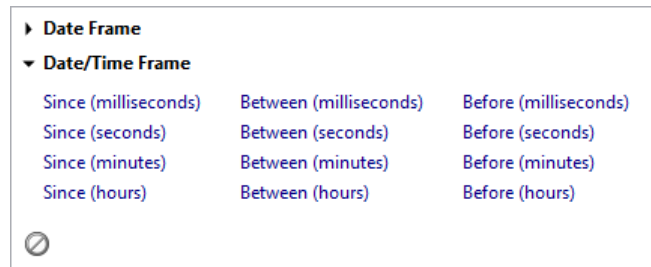 Date Frame
Date/Time Frame
Since (milliseconds) Between (milliseconds) Before (milliseconds)
Since (seconds) Between (seconds) Before (seconds)
Since (minutes) Between (minutes) Before (minutes)
Since (hours) Between (hours) Before (hours)